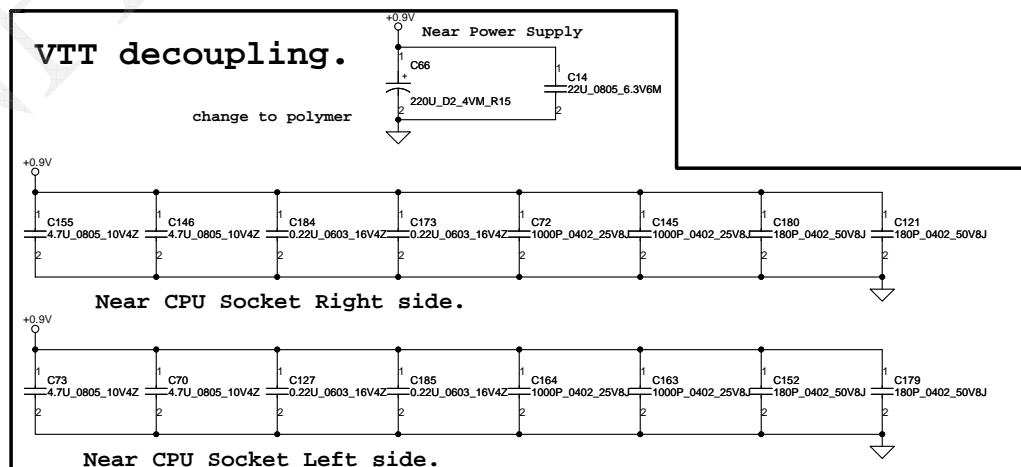 +0.9V
Near Power Supply
VTT decoupling.
1
C66
+
220U_D2_4VM_R15
2
1
C14
22U_0805_6.3V6M
2
change to polymer
+0.9V
1 1 1 1 1 1 1 1
C155 C146 C184 C173 C72 C145 C180 C121
4.7U_0805_10V4Z 4.7U_0805_10V4Z 0.22U_0603_16V4Z 0.22U_0603_16V4Z 1000P_0402_25V8J 1000P_0402_25V8J 180P_0402_50V8J 180P_0402_50V8J
2 2 2 2 2 2 2 2
Near CPU Socket Right side.
+0.9V
1 1 1 1 1 1 1 1
C73 C70 C127 C185 C164 C163 C152 C179
4.7U_0805_10V4Z 4.7U_0805_10V4Z 0.22U_0603_16V4Z 0.22U_0603_16V4Z 1000P_0402_25V8J 1000P_0402_25V8J 180P_0402_50V8J 180P_0402_50V8J
2 2 2 2 2 2 2 2
Near CPU Socket Left side.